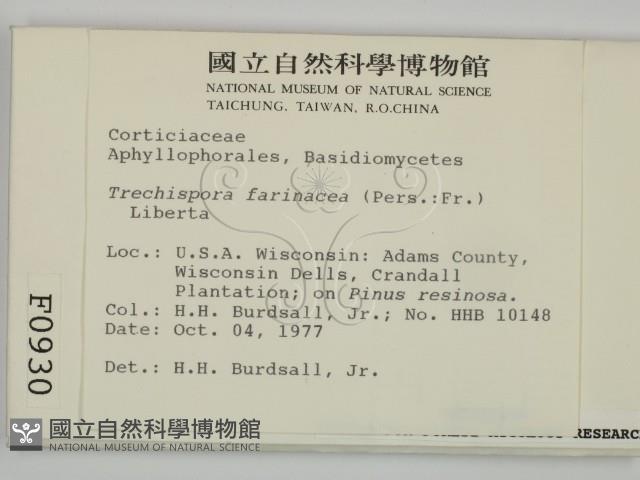 國立自然科學博物館
NATIONAL MUSEUM OF NATURAL SCIENCE
TAICHUNG, TAIWAN, R.O.CHINA
Corticiaceae
Aphyllophorales, Basidiomycetes
Trechispora farinacea (Pers.:Fr.)
Liberta
Loc.: U.S.A. Wisconsin: Adams County,
Wisconsin Dells, Crandall
Plantation; on Pinus resinosa.
Col.: H.H. Burdsall, Jr.; No. HHB 10148
Date: Oct. 04, 1977
Det.: H.H. Burdsall, Jr.
F0930
RESEARC
國立自然科學博物館
NATIONAL MUSEUM OF NATURAL SCIENCE